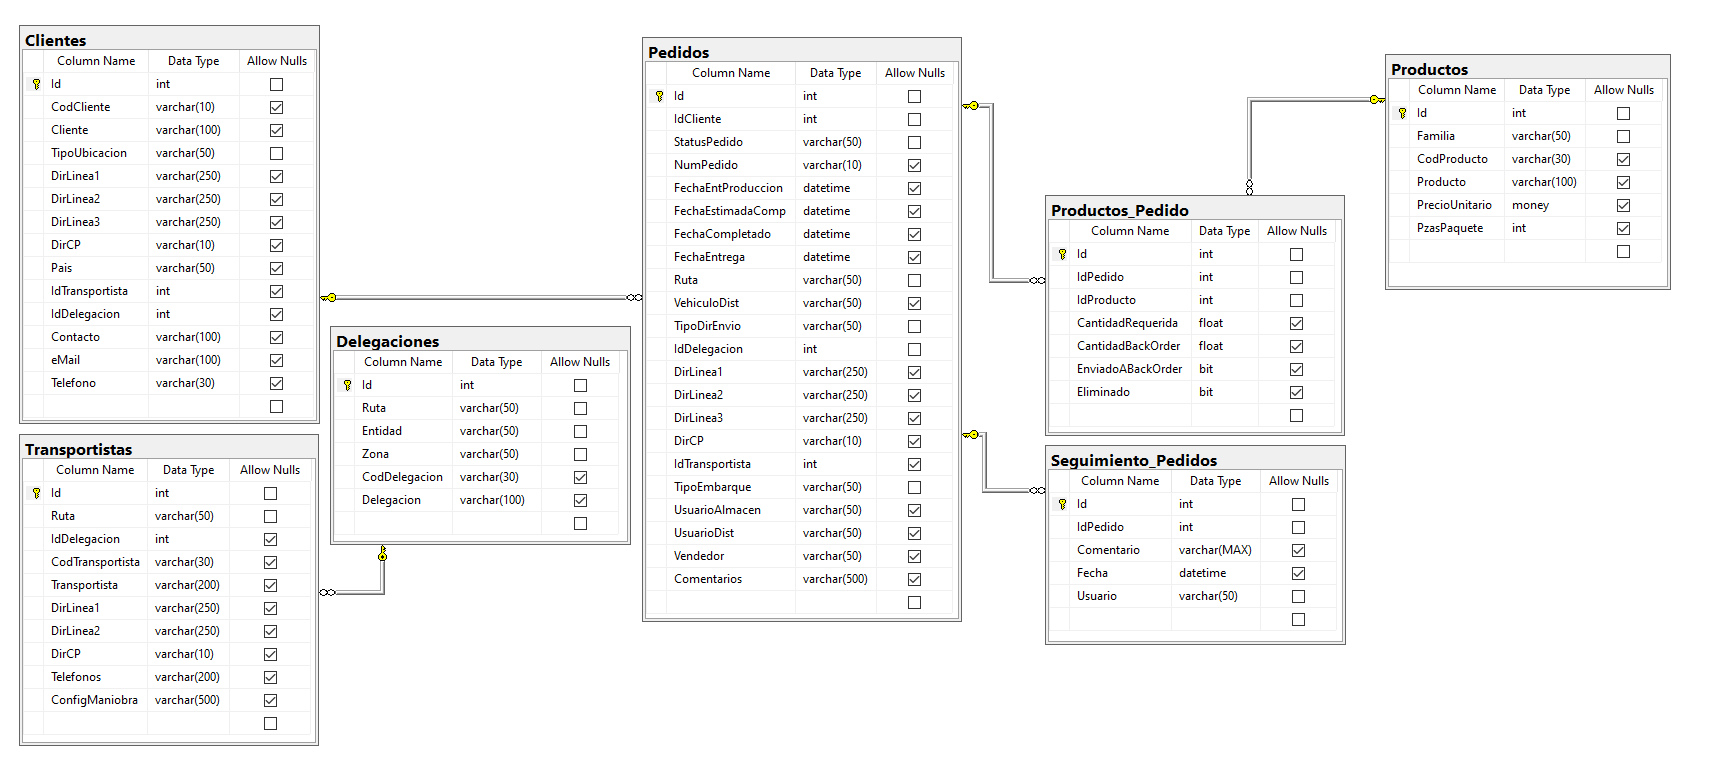 Clientes
Column Name Data Type Allow Nulls
Id int
CodCliente varchar(10)
Cliente varchar(100)
TipoUbicacion varchar(50)
DirLinea1 varchar(250)
DirLinea2 varchar(250)
DirLinea3 varchar(250)
DirCP varchar(10)
Pais varchar(50)
IdTransportista int
IdDelegacion int
Contacto varchar(100)
eMail varchar(100)
Telefono varchar(30)
Transportistas
Column Name Data Type Allow Nulls
Id int
Ruta varchar(50)
IdDelegacion int
CodTransportista varchar(30)
Transportista varchar(200)
DirLinea1 varchar(250)
DirLinea2 varchar(250)
DirCP varchar(10)
Telefonos varchar(200)
ConfigManiobra varchar(500)
Delegaciones
Column Name Data Type Allow Nulls
Id int
Ruta varchar(50)
Entidad varchar(50)
Zona varchar(50)
CodDelegacion varchar(30)
Delegacion varchar(100)
Pedidos
Column Name Data Type Allow Nulls
Id int
IdCliente int
StatusPedido varchar(50)
NumPedido varchar(10)
FechaEntProduccion datetime
FechaEstimadaComp datetime
FechaCompletado datetime
FechaEntrega datetime
Ruta varchar(50)
VehiculoDist varchar(50)
TipoDirEnvio varchar(50)
IdDelegacion int
DirLinea1 varchar(250)
DirLinea2 varchar(250)
DirLinea3 varchar(250)
DirCP varchar(10)
IdTransportista int
TipoEmbarque varchar(50)
UsuarioAlmacen varchar(50)
UsuarioDist varchar(50)
Vendedor varchar(50)
Comentarios varchar(500)
Productos_Pedido
Column Name Data Type Allow Nulls
Id int
IdPedido int
IdProducto int
CantidadRequerida float
CantidadBackOrder float
EnviadoABackOrder bit
Eliminado bit
Seguimiento_Pedidos
Column Name Data Type Allow Nulls
Id int
IdPedido int
Comentario varchar(MAX)
Fecha datetime
Usuario varchar(50)
Productos
Column Name Data Type Allow Nulls
Id int
Familia varchar(50)
CodProducto varchar(30)
Producto varchar(100)
PrecioUnitario money
PzasPaquete int